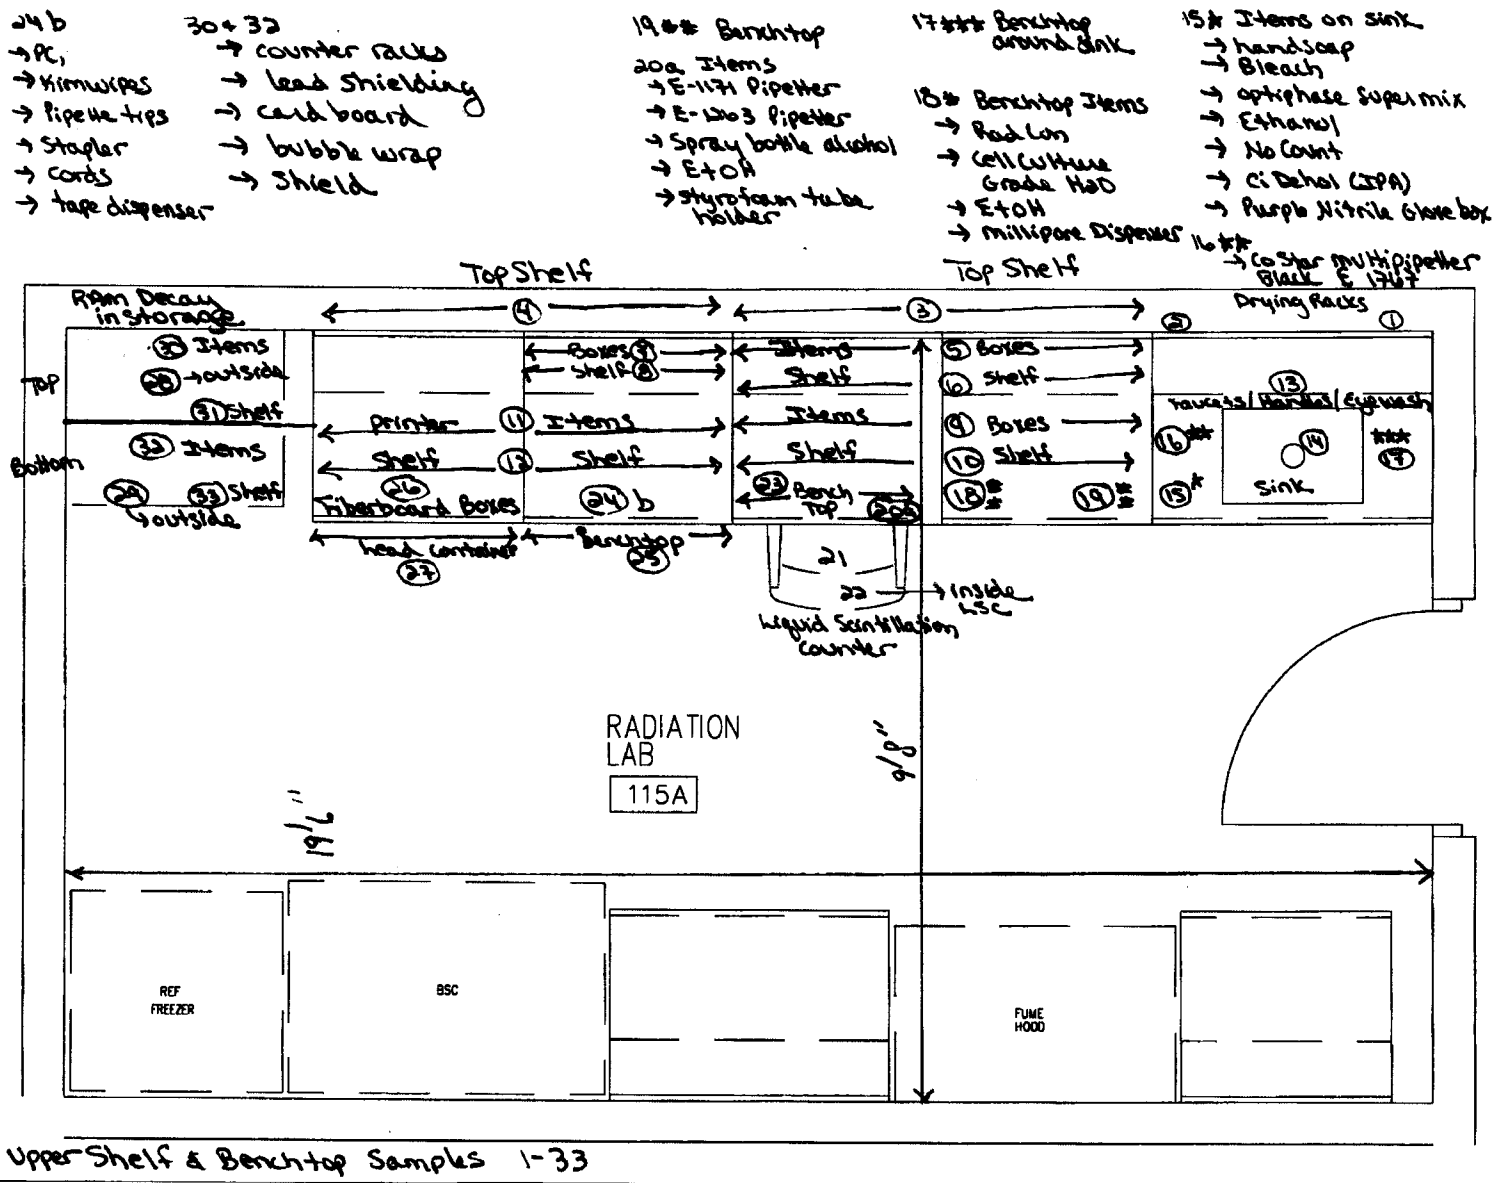 24b
→PC,
→Kimwipes
→Pipette tips
→Stapler
→cords
→tape dispenser
30+32
→counter racks
→lead shielding
→cardboard
→bubble wrap
→Shield
19** Benchtop
20a Items
→E-1171 Pipetter
→E-1263 Pipetter
→Spray bottle alcohol
→EtOH
→styrofoam tube
holder
17*** Benchtop
around sink
18* Benchtop Items
→Rad Con
→Cell Culture
Grade H2O
→EtOH
→millipore Dispenser
15* Items on sink
→handsoap
→Bleach
→optiphase supermix
→Ethanol
→No Count
→CiDehol (IPA)
→Purple Nitrile Glove box
16**
→CoStar multipipetter
Black E 1767
Top Shelf
Top Shelf
RAM Decay
in storage
4
3
Drying Racks
2
1
30 Items
28 →outside
Top
31 Shelf
32 Items
Bottom
29
33 Shelf
outside
Boxes 7
Shelf 8
Items
Shelf
5 Boxes
6 Shelf
13
Faucets/Handles/Eyewash
printer
11 Items
Items
9 Boxes
16**
14
***
17
Shelf
12 Shelf
Shelf
10 Shelf
26
Fiberboard Boxes
24 b
23
Bench
Top
20a
18*
*
19*
*
15*
Sink
lead container
27
Benchtop
25
21
22 →inside
LSC
Liquid Scintillation
counter
RADIATION
LAB
115A
9'8"
19'6"
REF
FREEZER
BSC
FUME
HOOD
Upper Shelf & Benchtop Samples 1-33